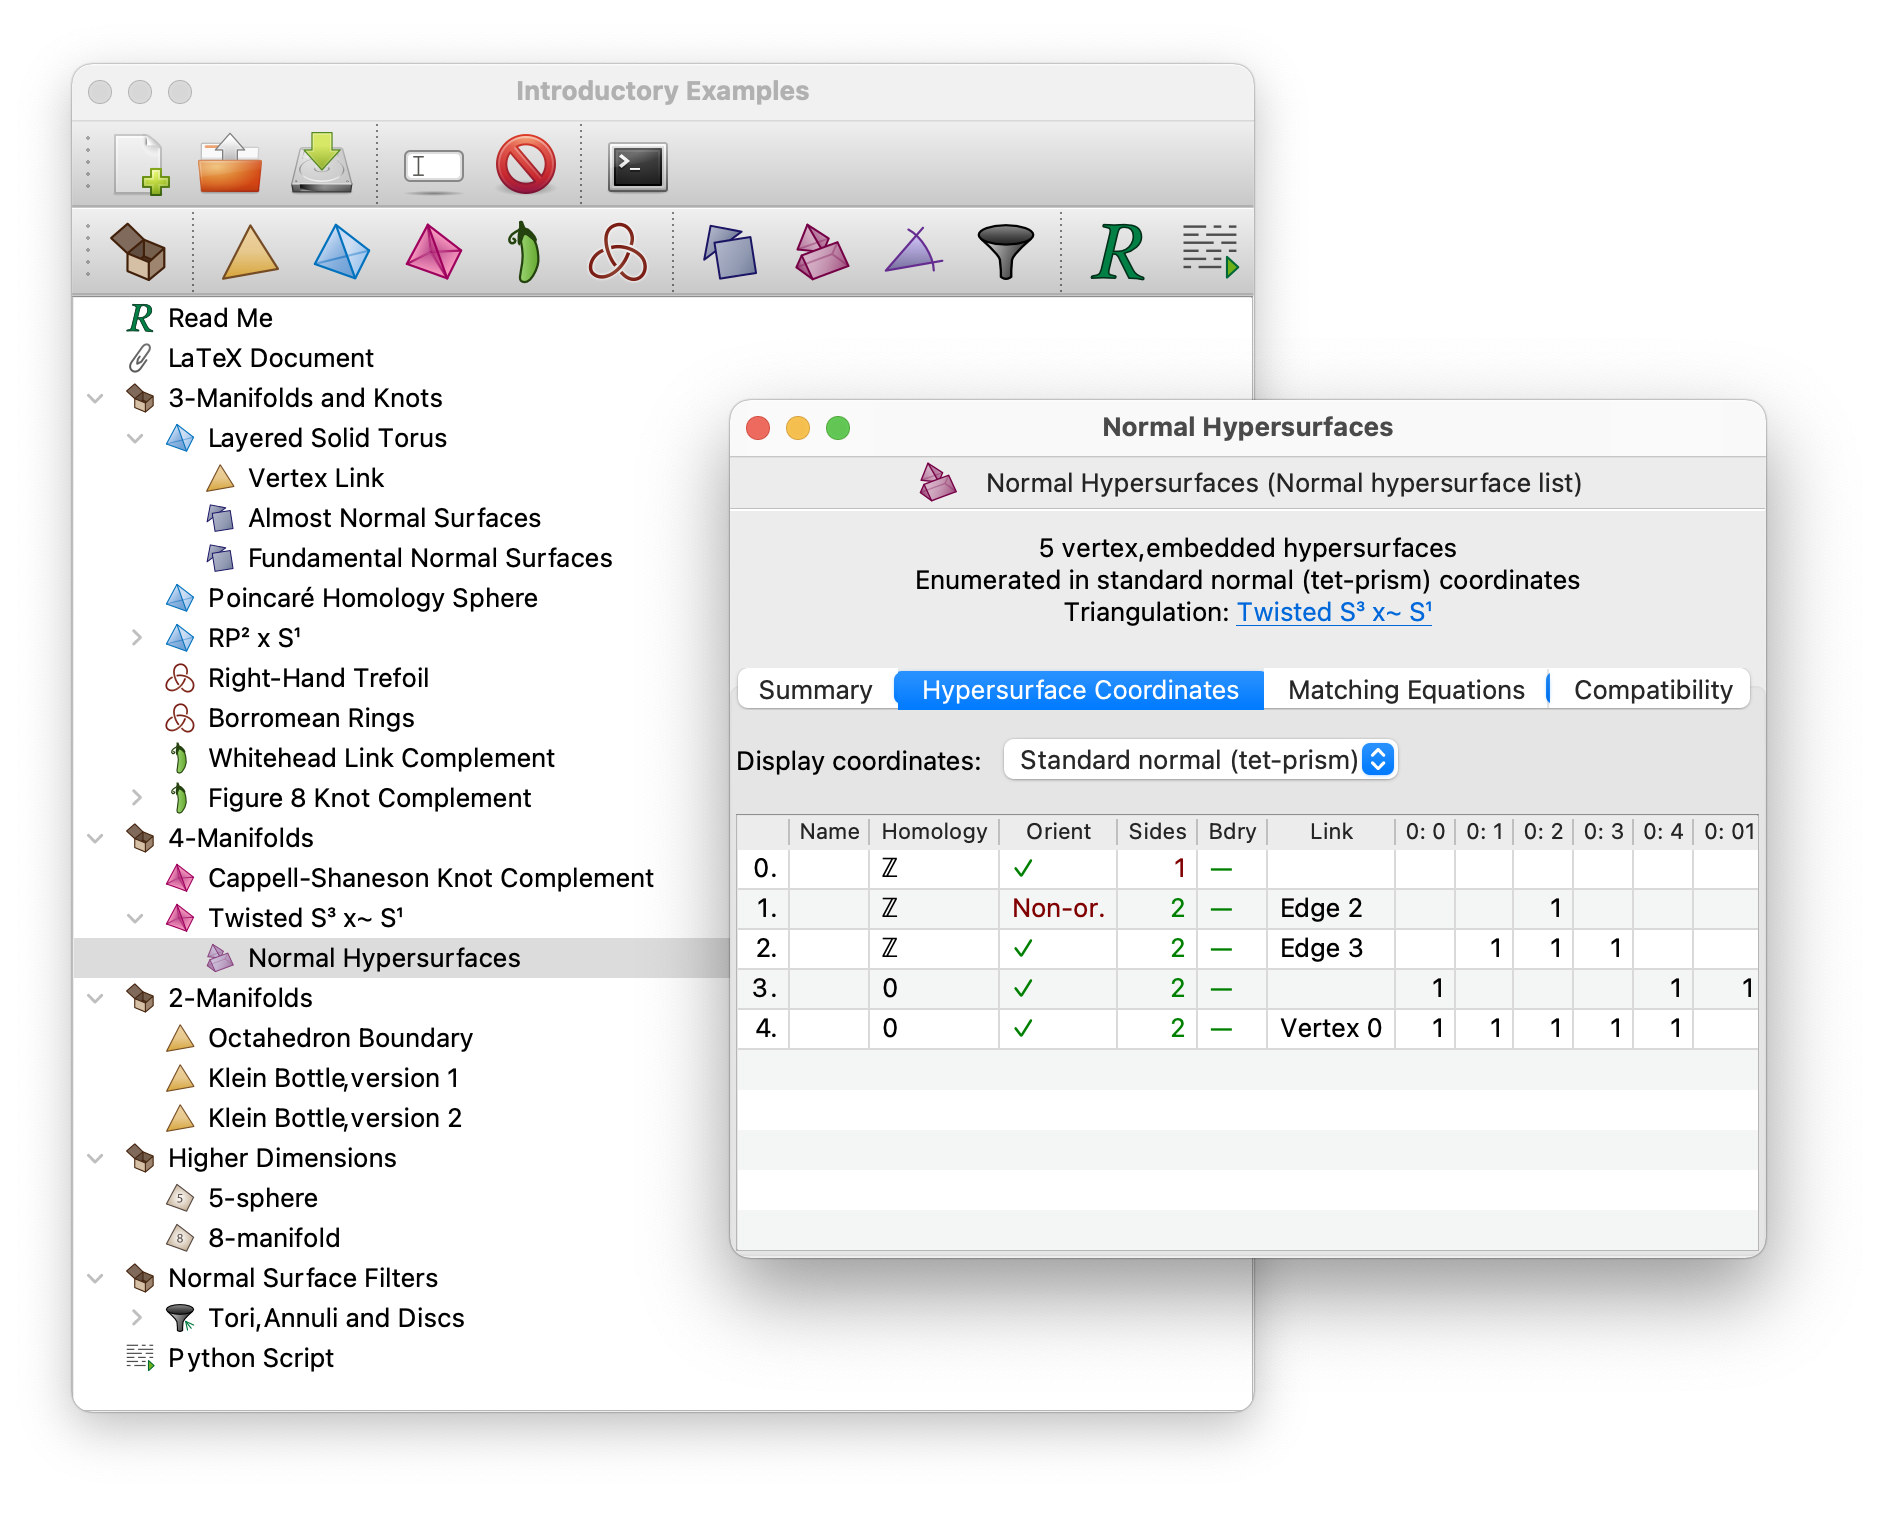 Introductory Examples
Read Me
LaTeX Document
3-Manifolds and Knots
Layered Solid Torus
Vertex Link
Almost Normal Surfaces
Fundamental Normal Surfaces
Poincaré Homology Sphere
RP² x S¹
Right-Hand Trefoil
Borromean Rings
Whitehead Link Complement
Figure 8 Knot Complement
4-Manifolds
Cappell-Shaneson Knot Complement
Twisted S³ x~ S¹
Normal Hypersurfaces
2-Manifolds
Octahedron Boundary
Klein Bottle,version 1
Klein Bottle,version 2
Higher Dimensions
5 5-sphere
8 8-manifold
Normal Surface Filters
Tori,Annuli and Discs
Python Script
Normal Hypersurfaces
Normal Hypersurfaces (Normal hypersurface list)
5 vertex,embedded hypersurfaces
Enumerated in standard normal (tet-prism) coordinates
Triangulation: Twisted S³ x~ S¹
Summary Hypersurface Coordinates Matching Equations Compatibility
Display coordinates: Standard normal (tet-prism)
Name Homology Orient Sides Bdry Link 0: 0 0: 1 0: 2 0: 3 0: 4 0: 01
0. ℤ ✓ 1 —
1. ℤ Non-or. 2 — Edge 2 1
2. ℤ ✓ 2 — Edge 3 1 1 1
3. 0 ✓ 2 — 1 1 1
4. 0 ✓ 2 — Vertex 0 1 1 1 1 1